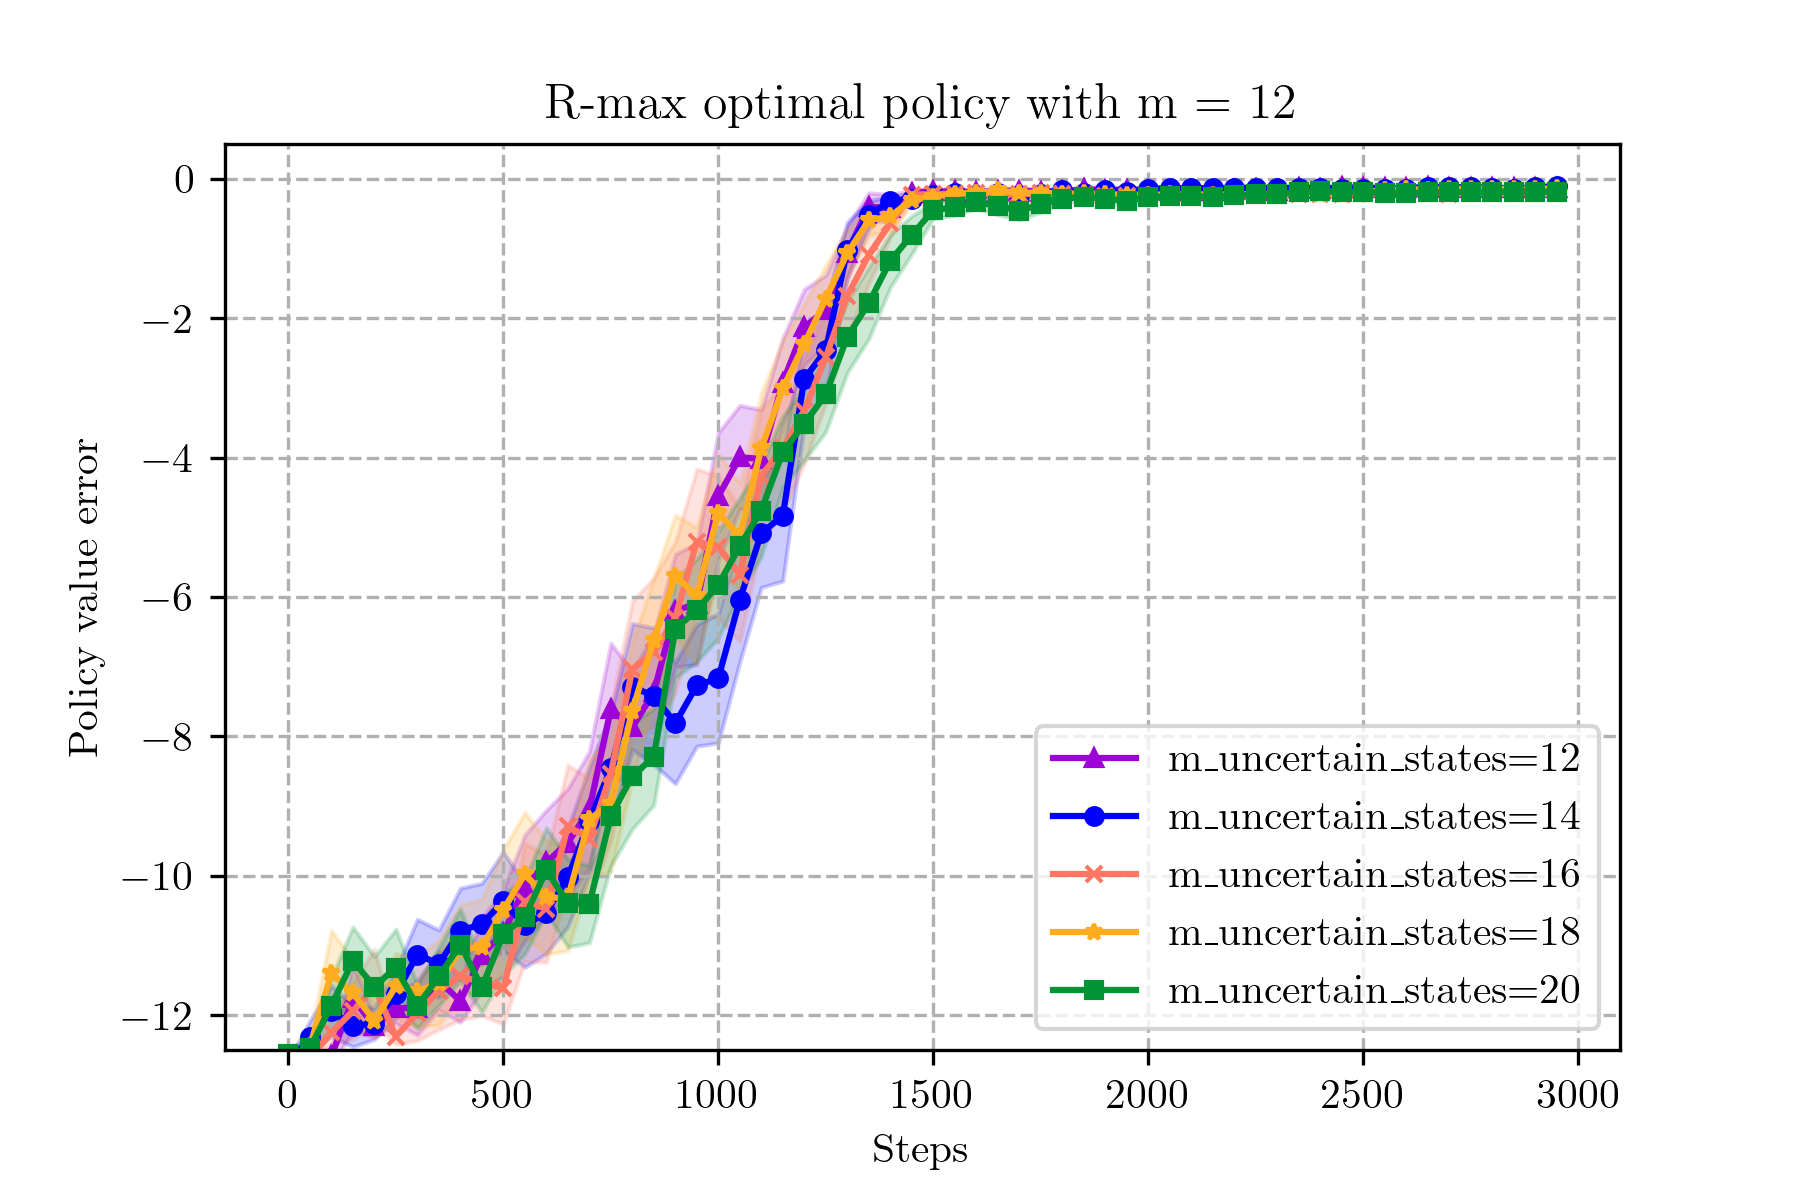 R-max optimal policy with m = 12
Policy value error
0
−2
−4
−6
−8
−10
−12
0 500 1000 1500 2000 2500 3000
Steps
m_uncertain_states=12
m_uncertain_states=14
m_uncertain_states=16
m_uncertain_states=18
m_uncertain_states=20